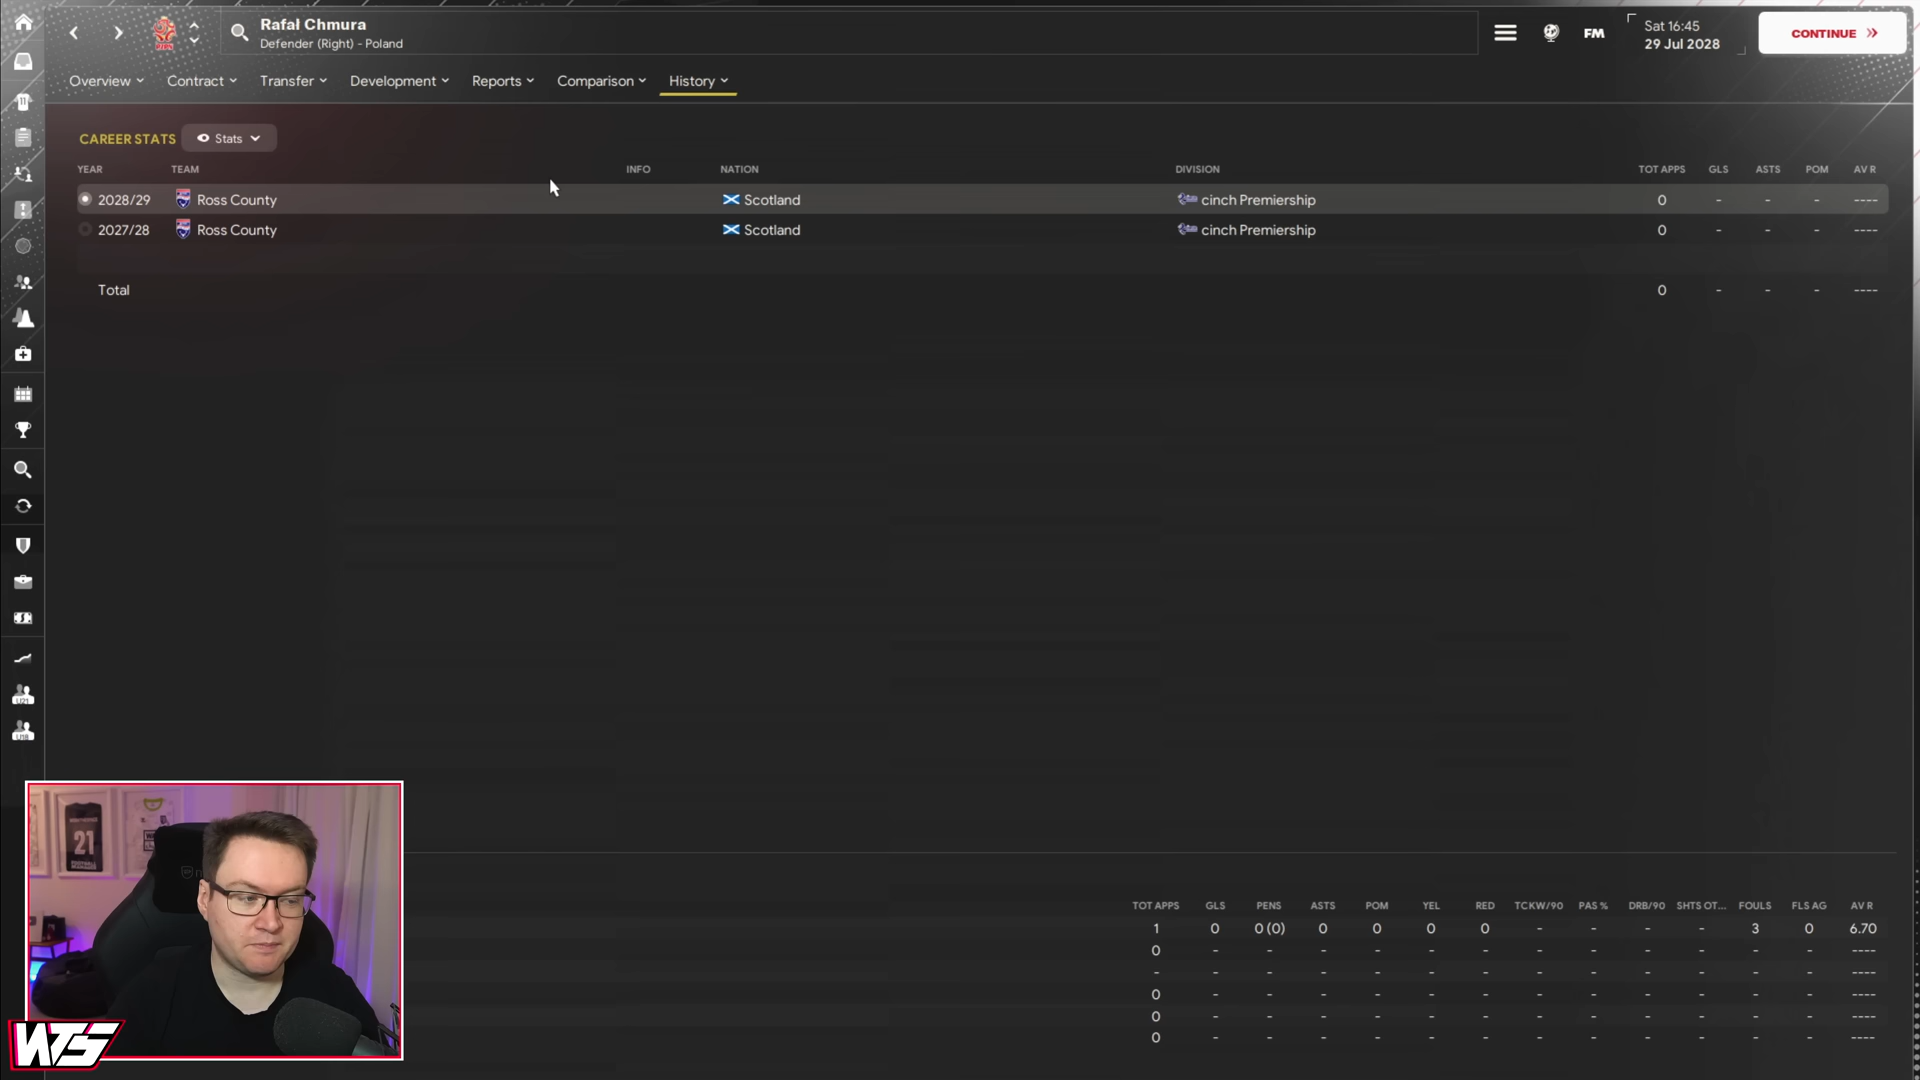 Rafał Chmura
Defender (Right) - Poland
FM
Sat 16:45
29 Jul 2028
CONTINUE
Overview
Contract
Transfer
Development
Reports
Comparison
History
CAREER STATS
Stats
YEAR TEAM INFO NATION DIVISION TOT APPS GLS ASTS POM AV R
2028/29 Ross County Scotland cinch Premiership 0 - - - ----
2027/28 Ross County Scotland cinch Premiership 0 - - - ----
Total 0 - - - ----
U21
U18
21
TOT APPS GLS PENS ASTS POM YEL RED TCKW/90 PAS % DRB/90 SHTS OT... FOULS FLS AG AV R
1 0 0 (0) 0 0 0 0 - - - - 3 0 6.70
0 - - - - - - - - - - - - ----
- - - - - - - - - - - - - ----
0 - - - - - - - - - - - - ----
0 - - - - - - - - - - - - ----
0 - - - - - - - - - - - - ----
WTS